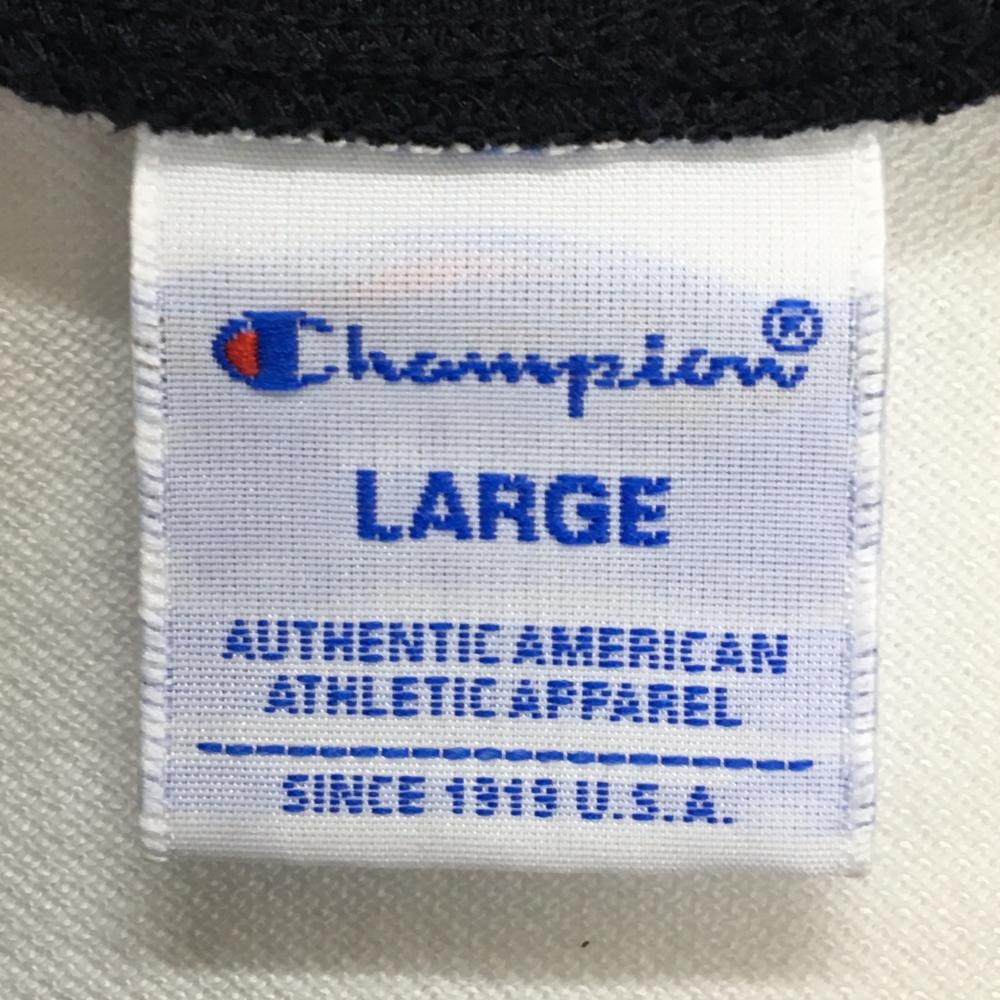 Champion®
LARGE
AUTHENTIC AMERICAN
ATHLETIC APPAREL
SINCE 1919 U.S.A.